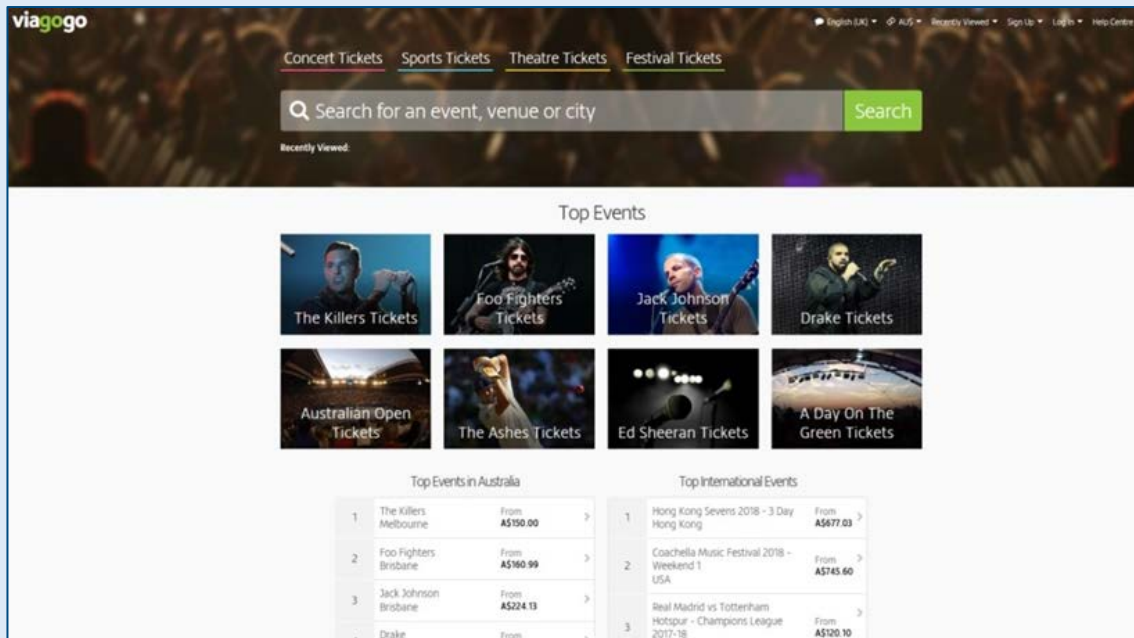 viagogo
English (UK) AU$ Recently Viewed Sign Up Log In Help Centre
Concert Tickets Sports Tickets Theatre Tickets Festival Tickets
Search for an event, venue or city Search
Recently Viewed:
Top Events
The Killers Tickets
Foo Fighters
Tickets
Jack Johnson
Tickets
Drake Tickets
Australian Open
Tickets
The Ashes Tickets
Ed Sheeran Tickets
A Day On The
Green Tickets
Top Events in Australia
1 The Killers From
Melbourne A$150.00
2 Foo Fighters From
Brisbane A$160.99
3 Jack Johnson From
Brisbane A$224.13
Drake From
Top International Events
1 Hong Kong Sevens 2018 - 3 Day From
Hong Kong A$677.03
2 Coachella Music Festival 2018 - From
Weekend 1 A$745.60
USA
3 Real Madrid vs Tottenham
Hotspur - Champions League From
2017-18 A$120.10